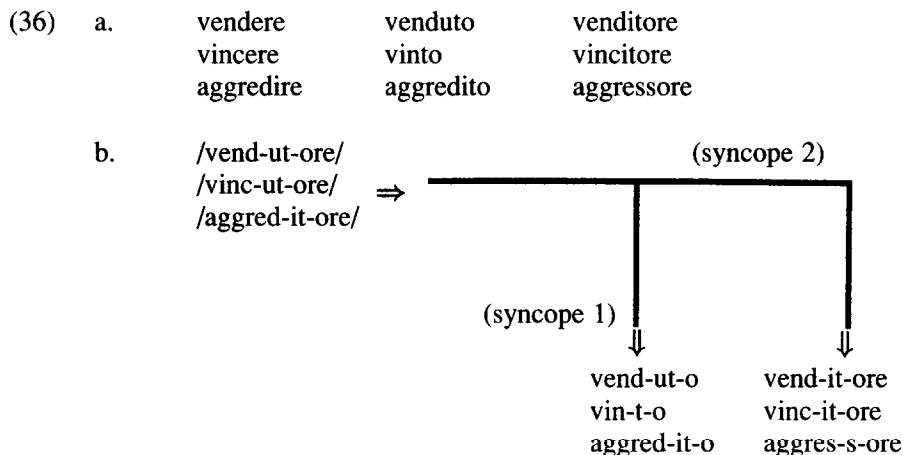 (36) a. vendere venduto venditore
vincere vinto vincitore
aggredire aggredito aggressore
b. /vend-ut-ore/ (syncope 2)
/vinc-ut-ore/ ⇒
/aggred-it-ore/
(syncope 1)
⇓ ⇓
vend-ut-o vend-it-ore
vin-t-o vinc-it-ore
aggred-it-o aggres-s-ore